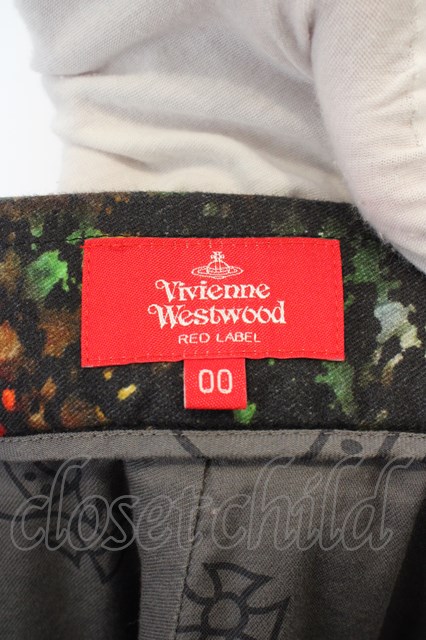 Vivienne
Westwood
RED LABEL
00
closetchild